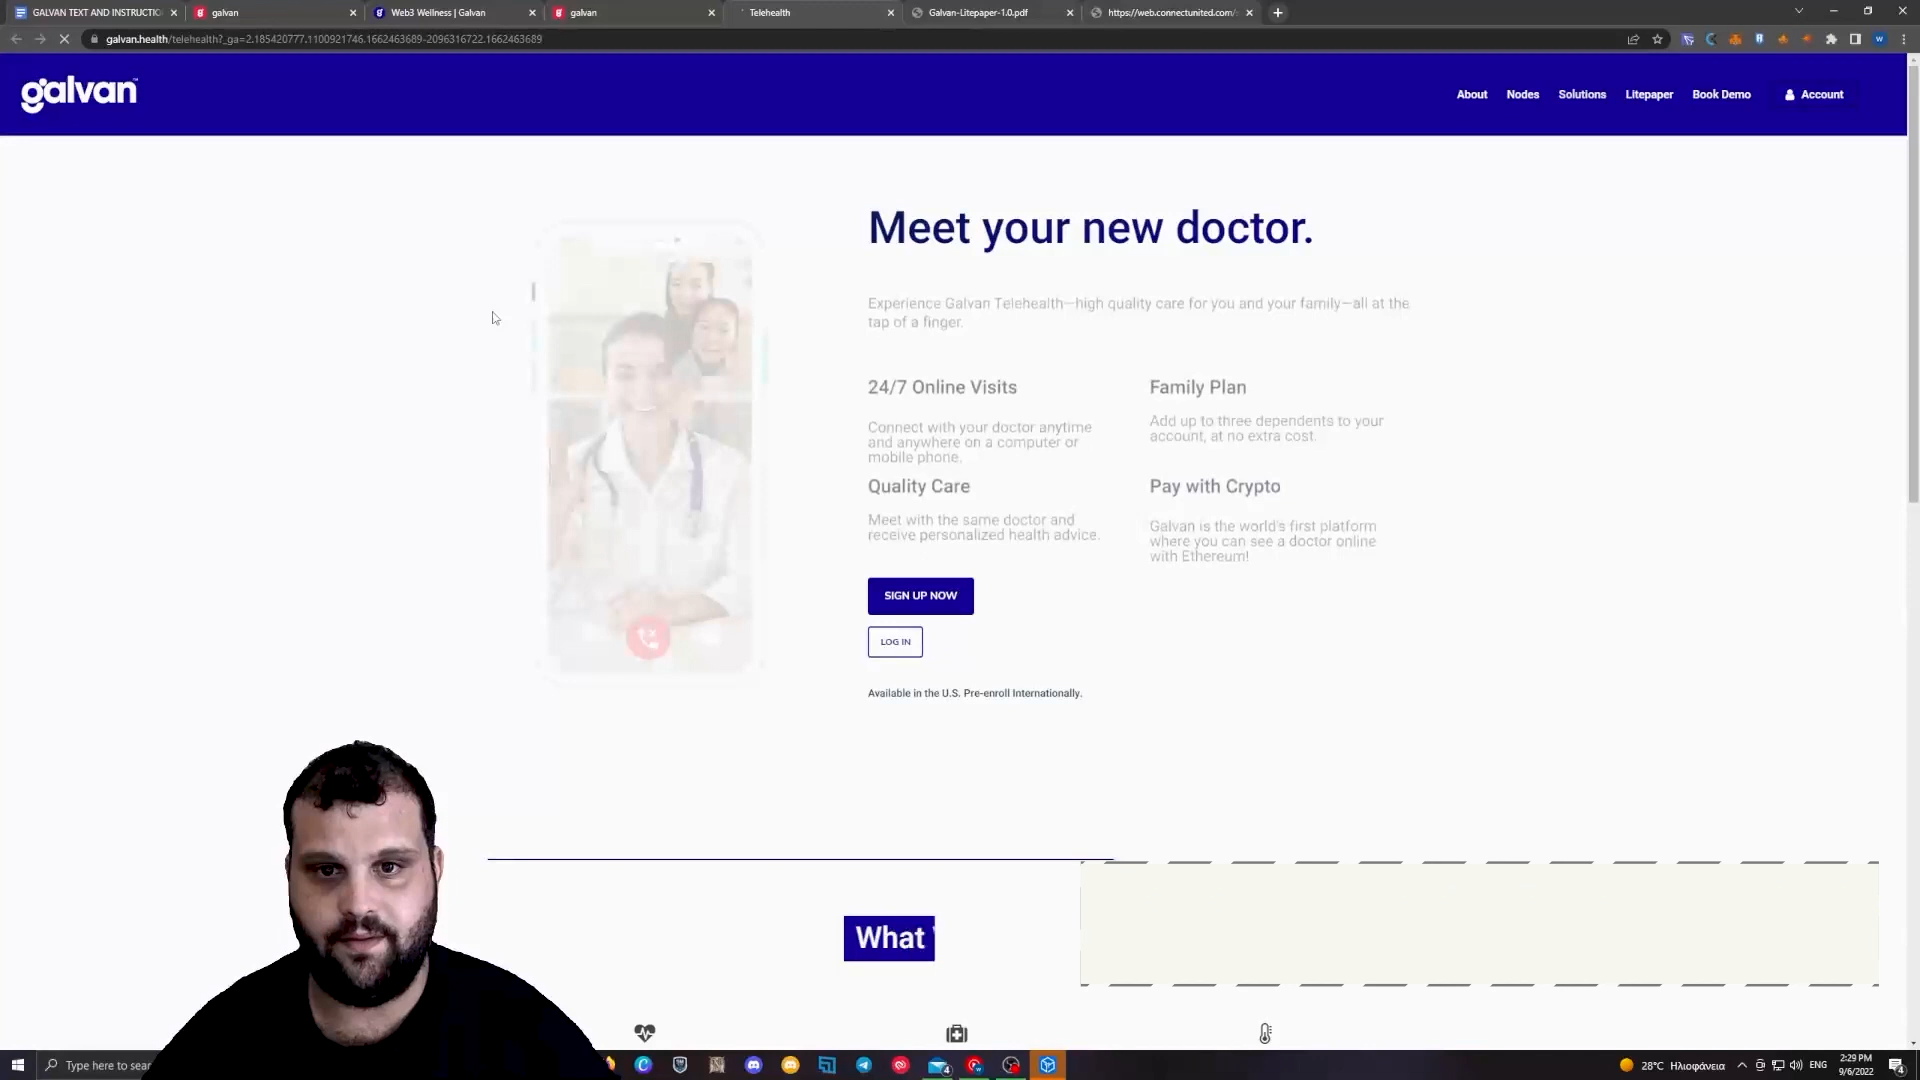 GALVAN TEXT AND INSTRUCTIO
galvan
Web3 Wellness | Galvan
galvan
Telehealth
Galvan-Litepaper-1.0.pdf
https://web.connectunited.com/
galvan.health/telehealth?_ga=2.185420777.1100921746.1662463689-2096316722.1662463689
galvan
About
Nodes
Solutions
Litepaper
Book Demo
Account
Meet your new doctor.
Experience Galvan Telehealth—high quality care for you and your family—all at the
tap of a finger.
24/7 Online Visits
Connect with your doctor anytime
and anywhere on a computer or
mobile phone.
Family Plan
Add up to three dependents to your
account, at no extra cost.
Quality Care
Meet with the same doctor and
receive personalized health advice.
Pay with Crypto
Galvan is the world's first platform
where you can see a doctor online
with Ethereum!
SIGN UP NOW
LOG IN
Available in the U.S. Pre-enroll Internationally.
What
Type here to sear
28°C Ηλιοφάνεια
ENG
2:29 PM
9/6/2022